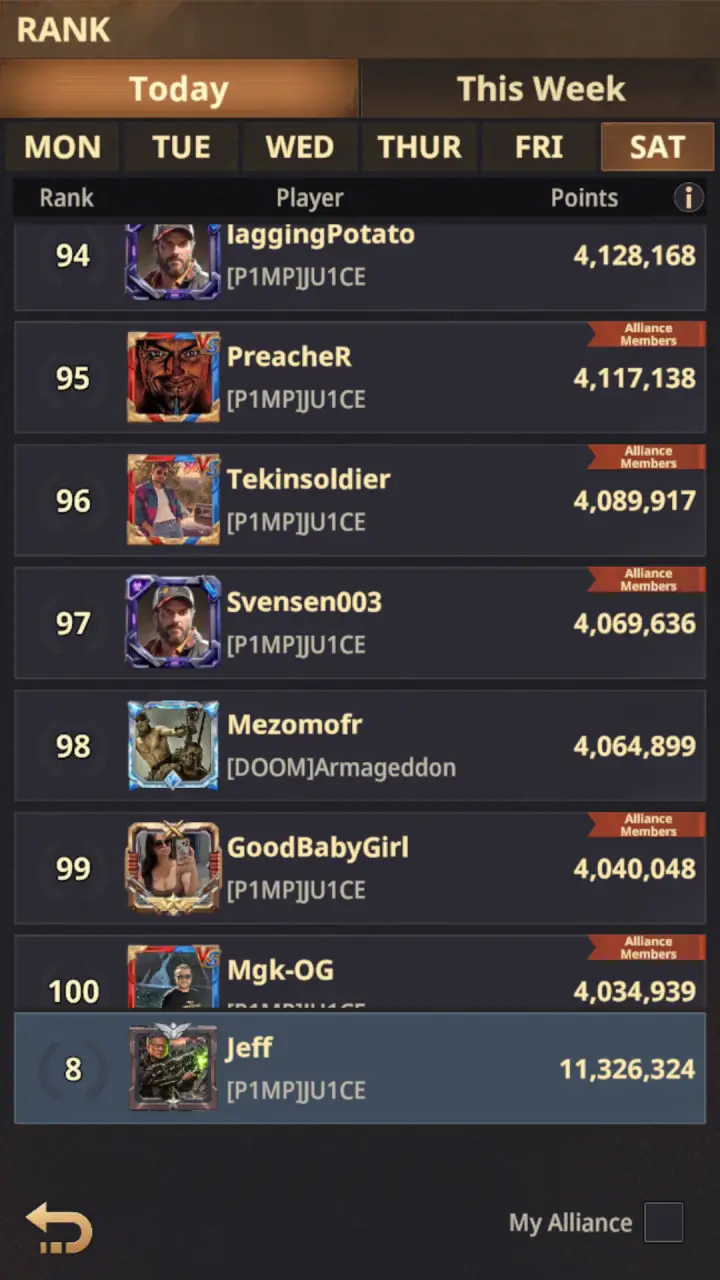 RANK
Today
This Week
MON TUE WED THUR FRI SAT
Rank Player Points i
94 laggingPotato 4,128,168
[P1MP]JU1CE
Alliance Members
95 PreacheR 4,117,138
[P1MP]JU1CE
Alliance Members
96 Tekinsoldier 4,089,917
[P1MP]JU1CE
Alliance Members
97 Svensen003 4,069,636
[P1MP]JU1CE
98 Mezomofr 4,064,899
[DOOM]Armageddon
Alliance Members
99 GoodBabyGirl 4,040,048
[P1MP]JU1CE
Alliance Members
100 Mgk-OG 4,034,939
8 Jeff 11,326,324
[P1MP]JU1CE
My Alliance